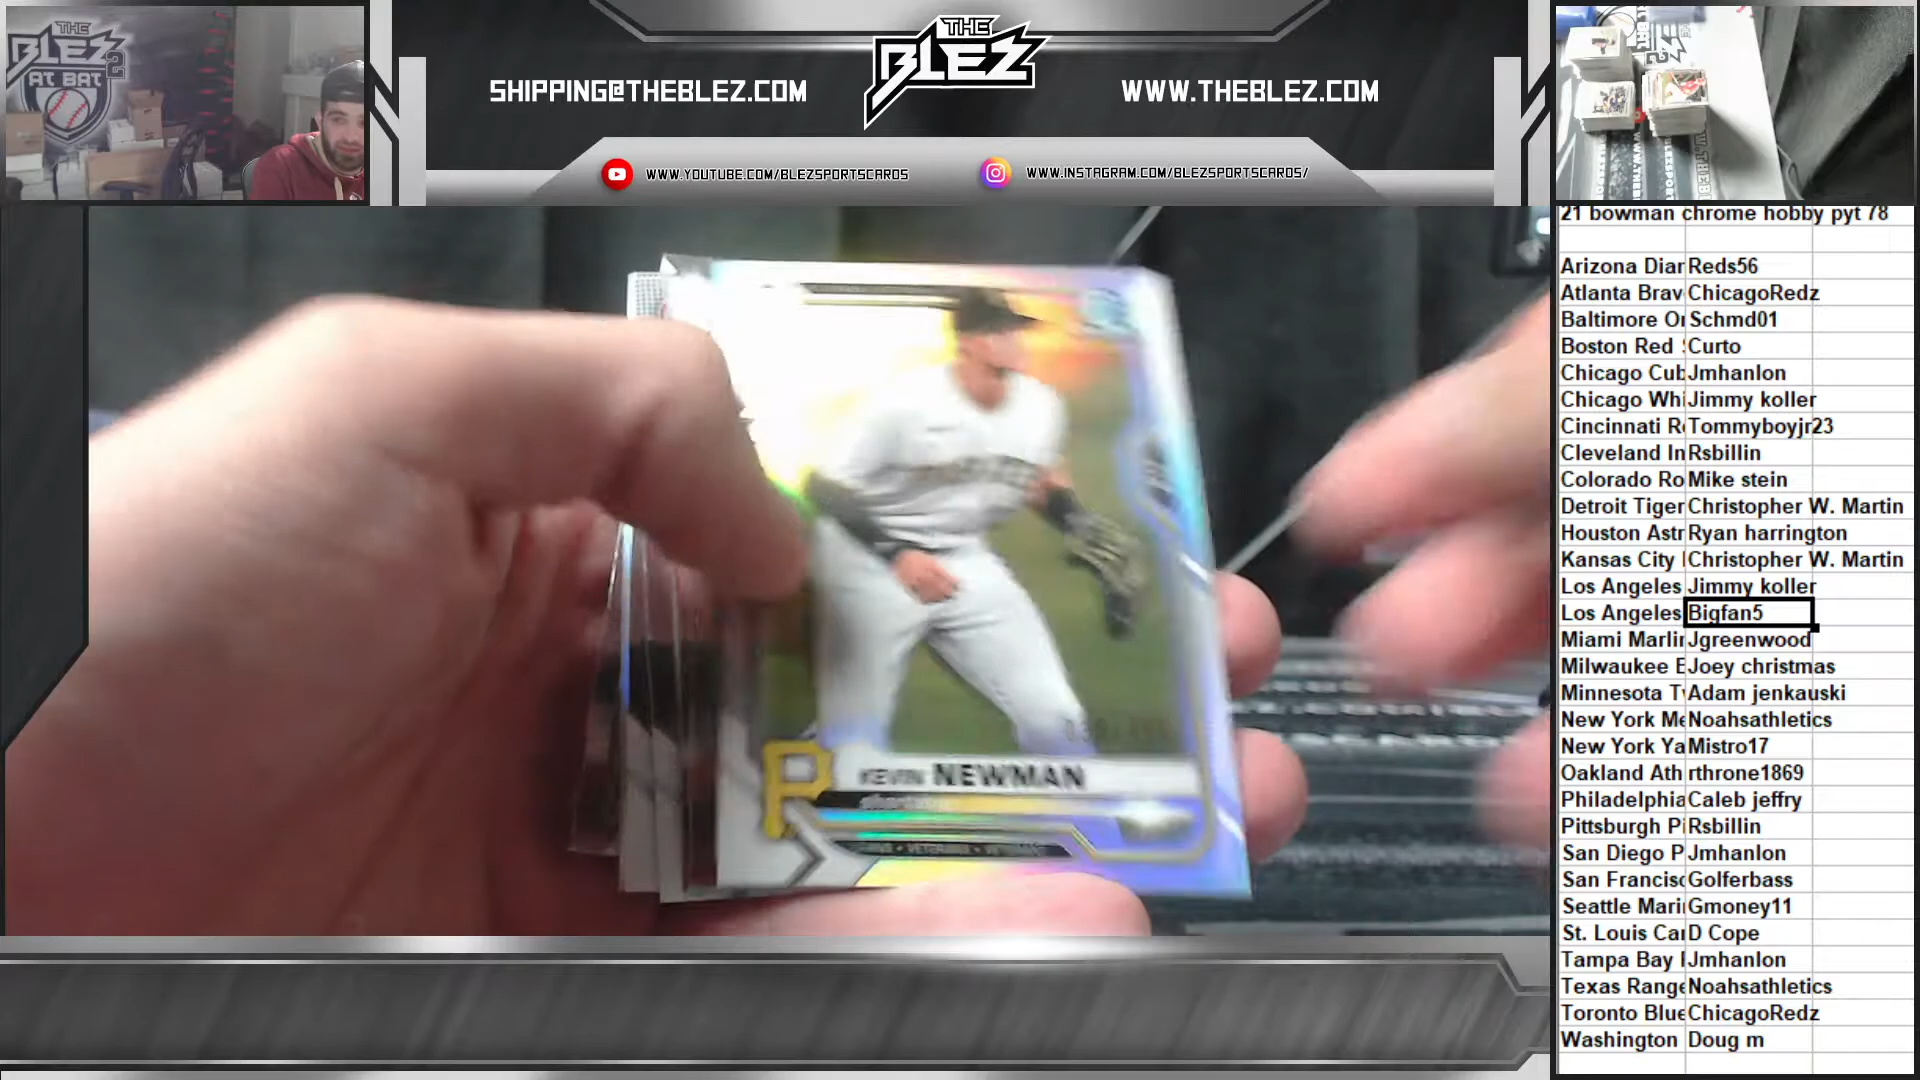 THE
BLEZ
AT BAT 2
SHIPPING@THEBLEZ.COM
THE
BLEZ
WWW.THEBLEZ.COM
WWW.YOUTUBE.COM/BLEZSPORTSCARDS
WWW.INSTAGRAM.COM/BLEZSPORTSCARDS/
21 bowman chrome hobby pyt 78
Arizona Diar Reds56
Atlanta Brav ChicagoRedz
Baltimore Or Schmd01
Boston Red Curto
Chicago Cub Jmhanlon
Chicago Whi Jimmy koller
Cincinnati R Tommyboyjr23
Cleveland In Rsbillin
Colorado Ro Mike stein
Detroit Tiger Christopher W. Martin
Houston Astr Ryan harrington
Kansas City Christopher W. Martin
Los Angeles Jimmy koller
Los Angeles Bigfan5
Miami Marlin Jgreenwood
Milwaukee B Joey christmas
Minnesota Tw Adam jenkauski
New York Me Noahsathletics
New York Ya Mistro17
Oakland Ath rthrone1869
Philadelphia Caleb jeffry
Pittsburgh Pi Rsbillin
San Diego P Jmhanlon
San Francisc Golferbass
Seattle Mari Gmoney11
St. Louis Car D Cope
Tampa Bay Jmhanlon
Texas Range Noahsathletics
Toronto Blue ChicagoRedz
Washington Doug m
P
KEVIN NEWMAN